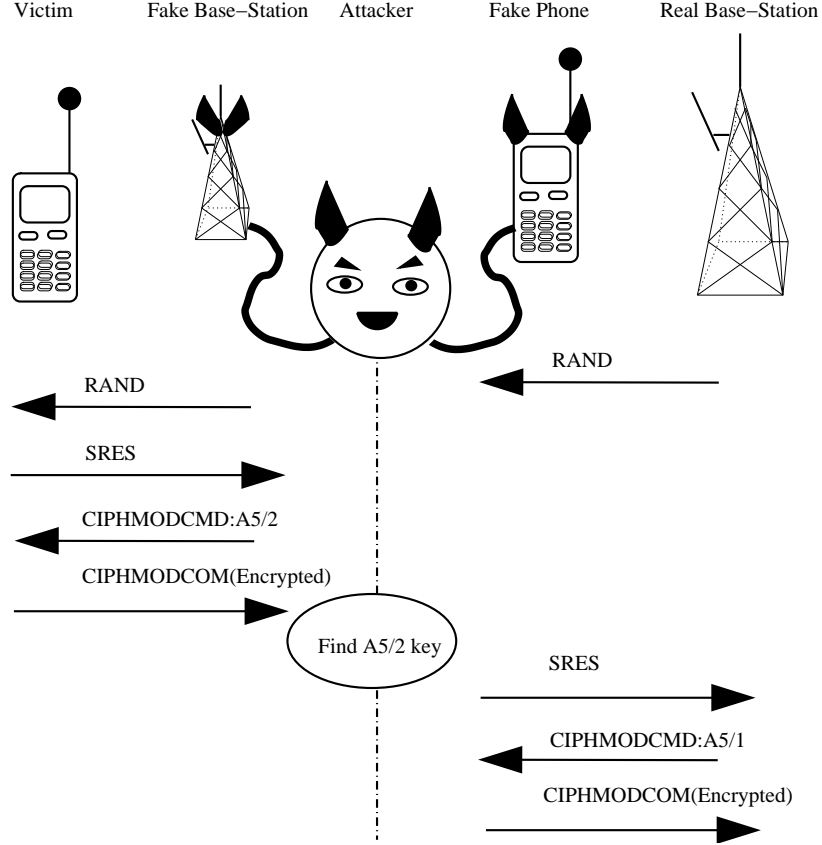 Victim
Fake Base−Station
Attacker
Fake Phone
Real Base−Station
RAND
RAND
SRES
CIPHMODCMD:A5/2
CIPHMODCOM(Encrypted)
Find A5/2 key
SRES
CIPHMODCMD:A5/1
CIPHMODCOM(Encrypted)